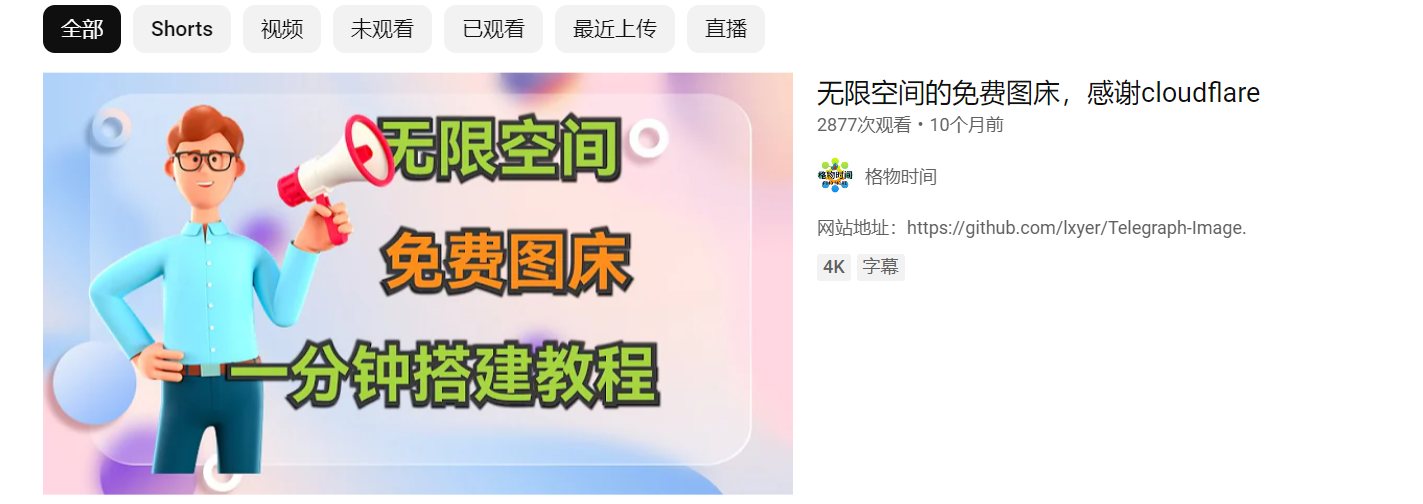 全部
Shorts
视频
未观看
已观看
最近上传
直播
无限空间
免费图床
一分钟搭建教程
无限空间的免费图床，感谢cloudflare
2877次观看 • 10个月前
格物时间
格物时间
网站地址：https://github.com/lxyer/Telegraph-Image.
4K
字幕